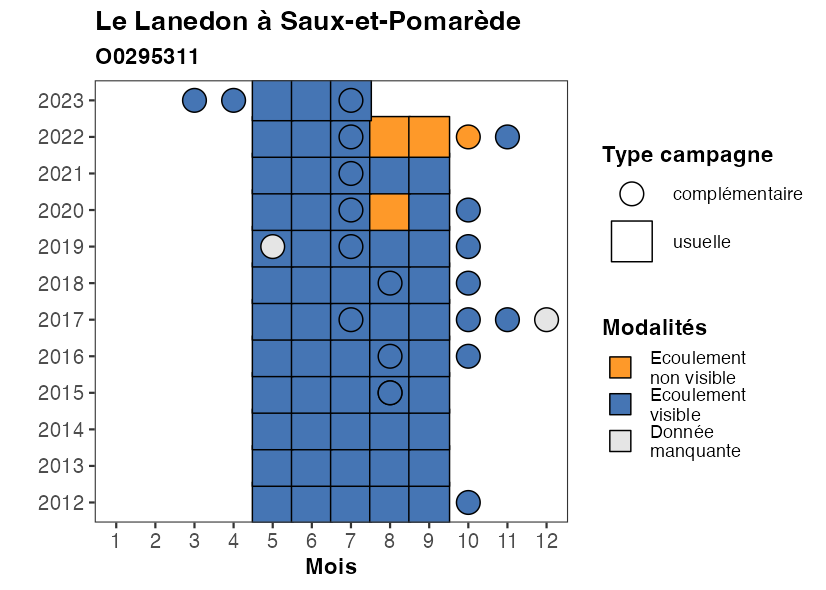 Le Lanedon à Saux-et-Pomarède
O0295311
2023
2022
2021
2020
2019
2018
2017
2016
2015
2014
2013
2012
1 2 3 4 5 6 7 8 9 10 11 12
Mois
Type campagne
complémentaire
usuelle
Modalités
Ecoulement
non visible
Ecoulement
visible
Donnée
manquante